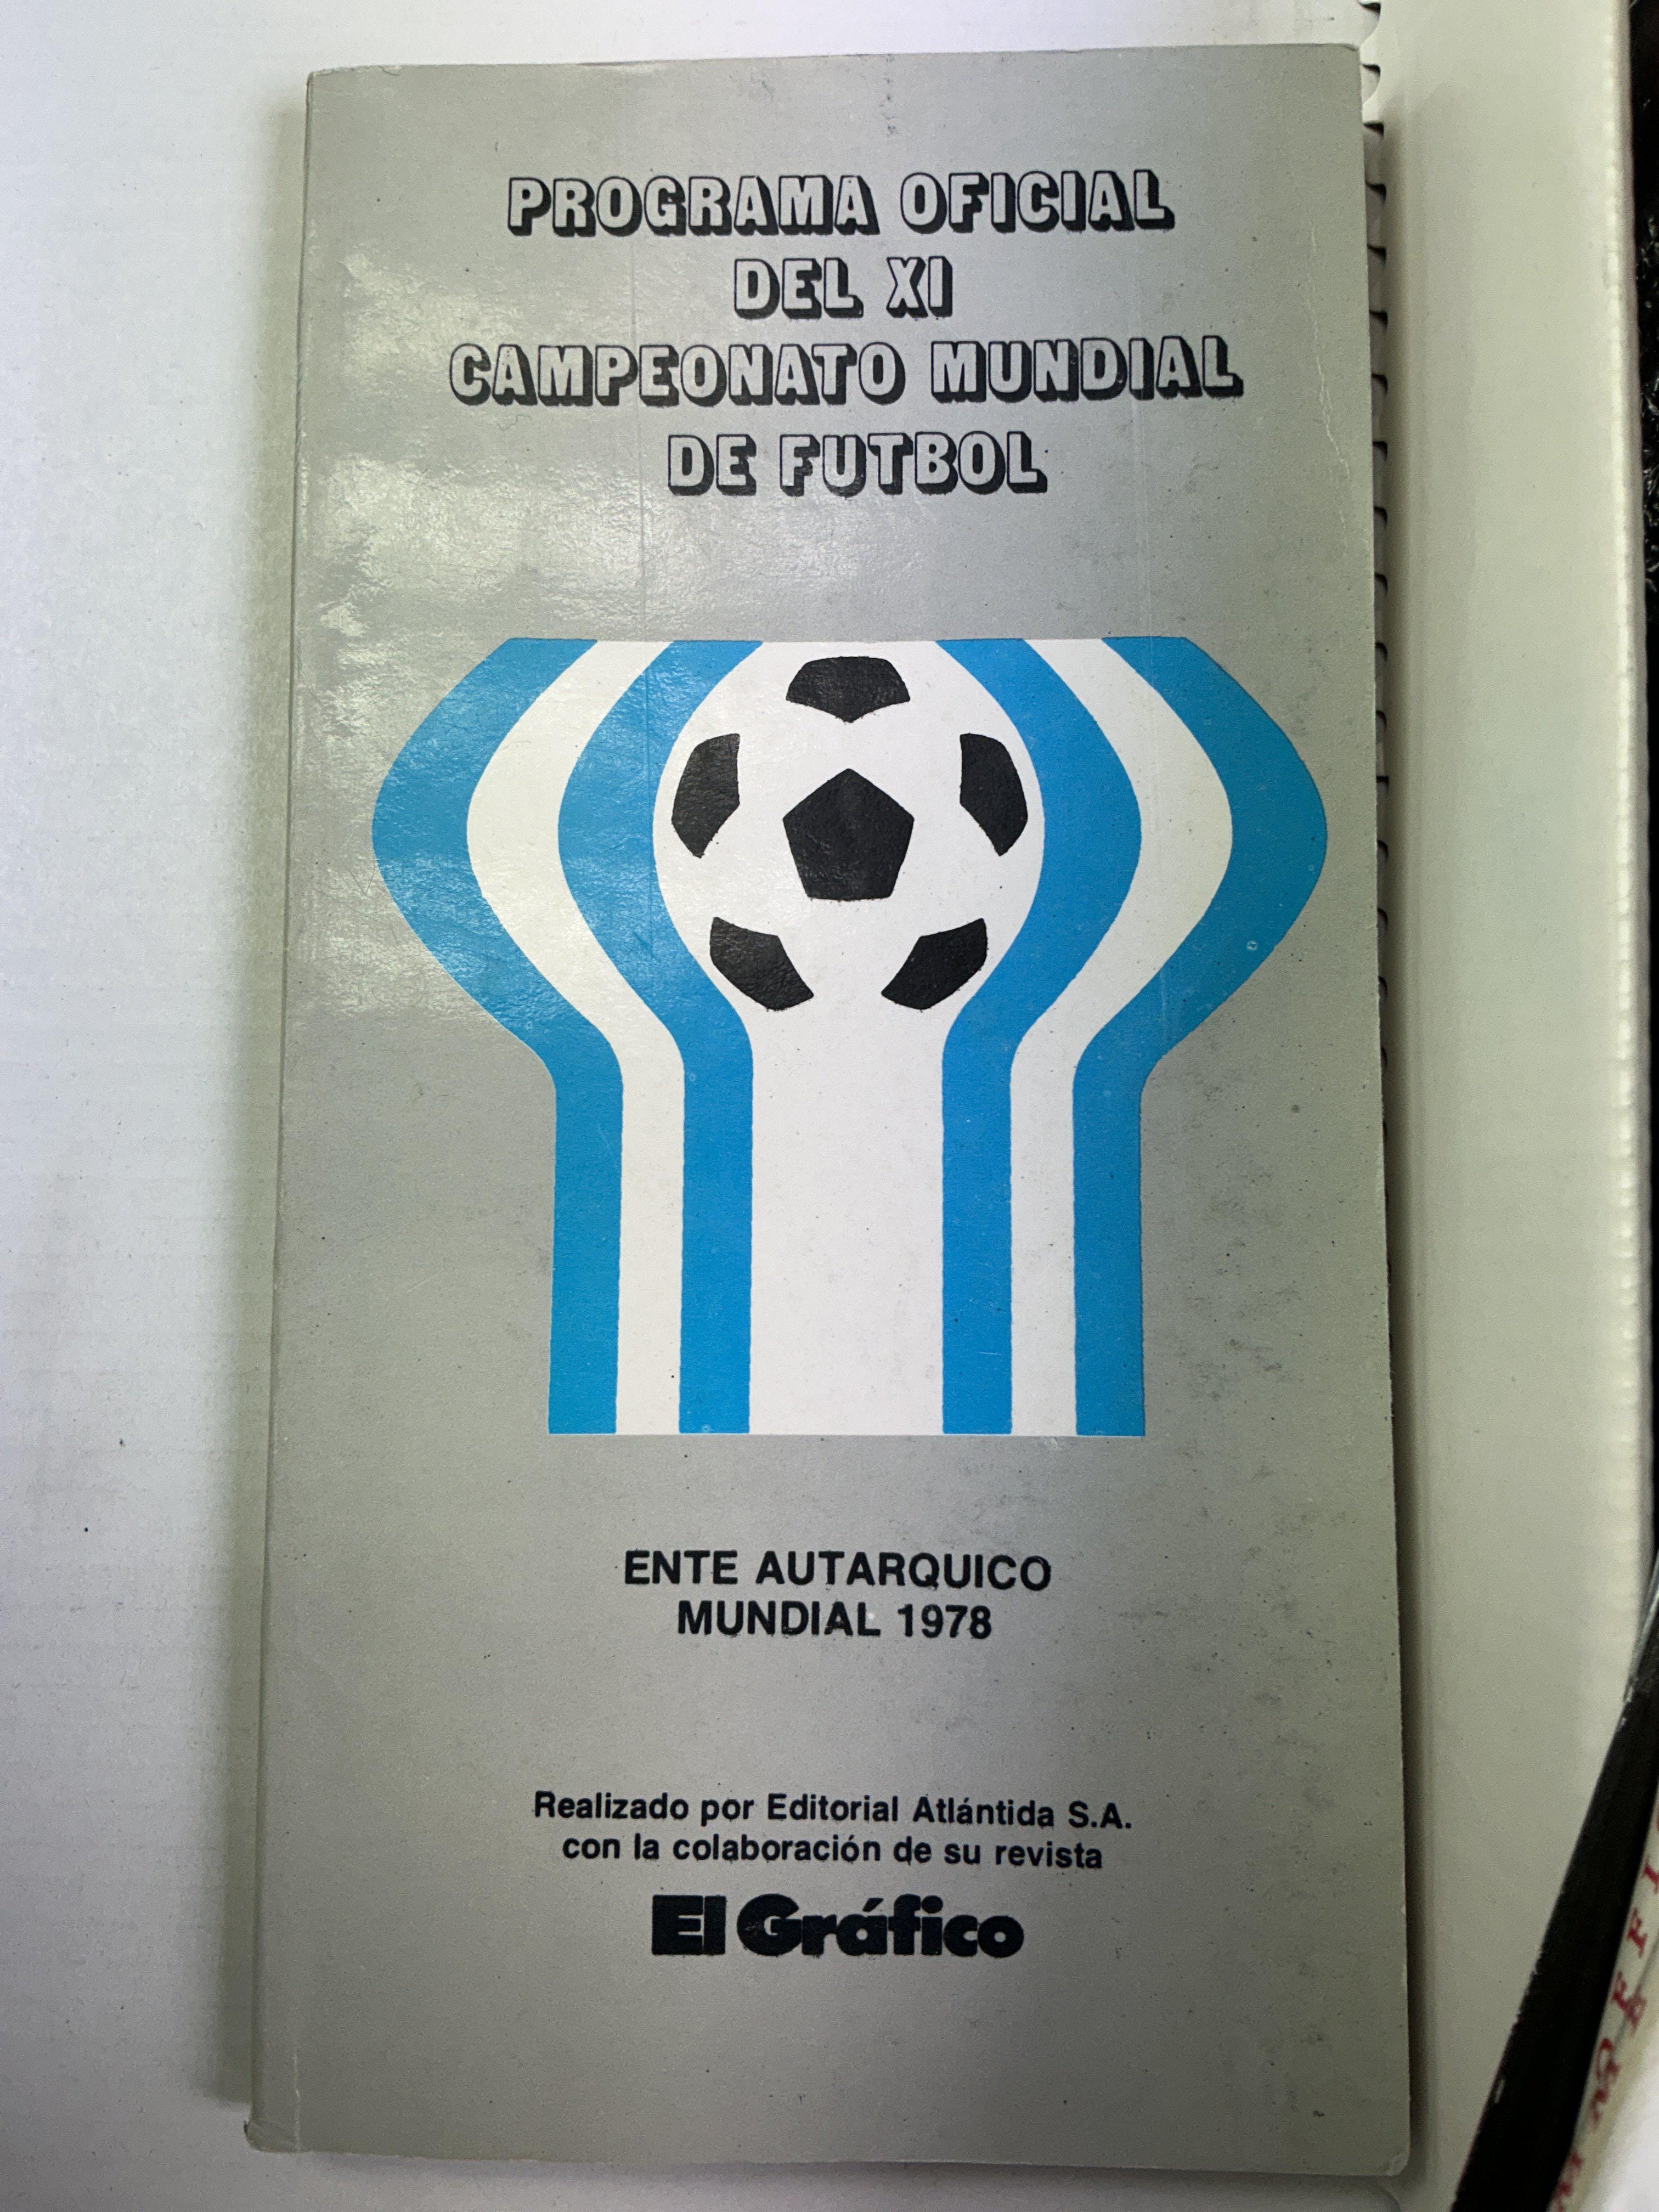 PROGRAMA OFICIAL
DEL XI
CAMPEONATO MUNDIAL
DE FUTBOL
ENTE AUTARQUICO
MUNDIAL 1978
Realizado por Editorial Atlántida S.A.
con la colaboración de su revista
El Gráfico